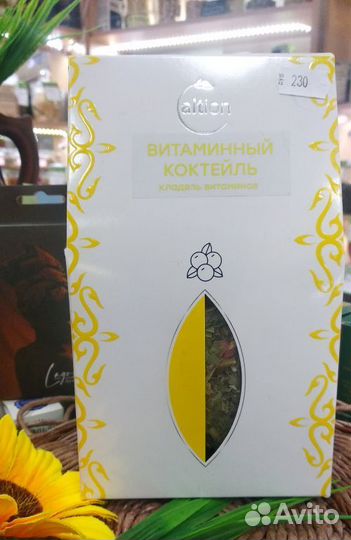 altion
230
ВИТАМИННЫЙ
КОКТЕЙЛЬ
кладезь витаминов
Avito